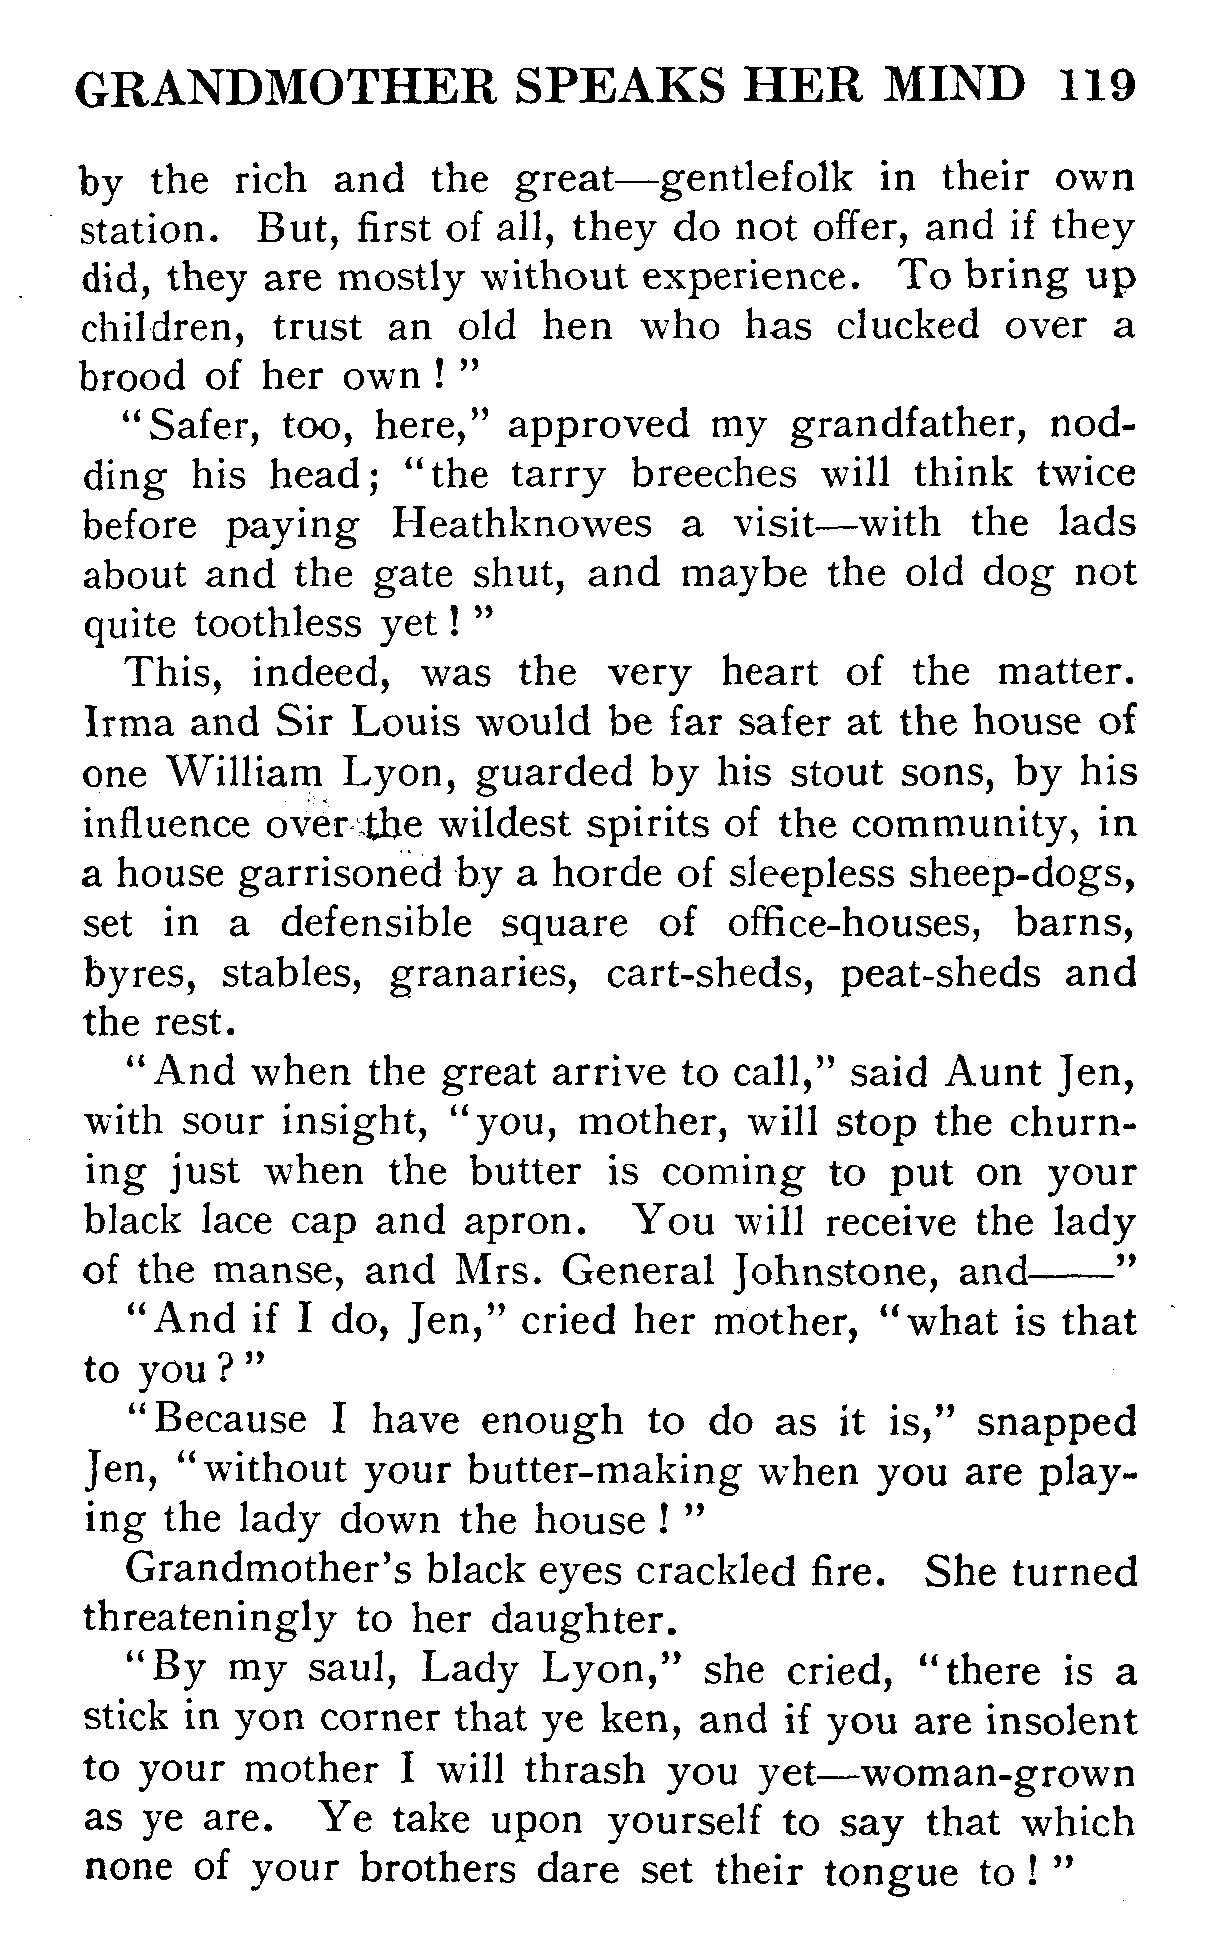 GRANDMOTHER SPEAKS HER MIND 119
by the rich and the great—gentlefolk in their own
station. But, first of all, they do not offer, and if they
did, they are mostly without experience. To bring up
children, trust an old hen who has clucked over a
brood of her own ! ”
“Safer, too, here,” approved my grandfather, nod-
ding his head; “the tarry breeches will think twice
before paying Heathknowes a visit—with the lads
about and the gate shut, and maybe the old dog not
quite toothless yet ! ”
This, indeed, was the very heart of the matter.
Irma and Sir Louis would be far safer at the house of
one William Lyon, guarded by his stout sons, by his
influence over the wildest spirits of the community, in
a house garrisoned by a horde of sleepless sheep-dogs,
set in a defensible square of office-houses, barns,
byres, stables, granaries, cart-sheds, peat-sheds and
the rest.
“And when the great arrive to call,” said Aunt Jen,
with sour insight, “you, mother, will stop the churn-
ing just when the butter is coming to put on your
black lace cap and apron. You will receive the lady
of the manse, and Mrs. General Johnstone, and——”
“And if I do, Jen,” cried her mother, “what is that
to you ? ”
“Because I have enough to do as it is,” snapped
Jen, “without your butter-making when you are play-
ing the lady down the house ! ”
Grandmother’s black eyes crackled fire. She turned
threateningly to her daughter.
“By my saul, Lady Lyon,” she cried, “there is a
stick in yon corner that ye ken, and if you are insolent
to your mother I will thrash you yet—woman-grown
as ye are. Ye take upon yourself to say that which
none of your brothers dare set their tongue to ! ”